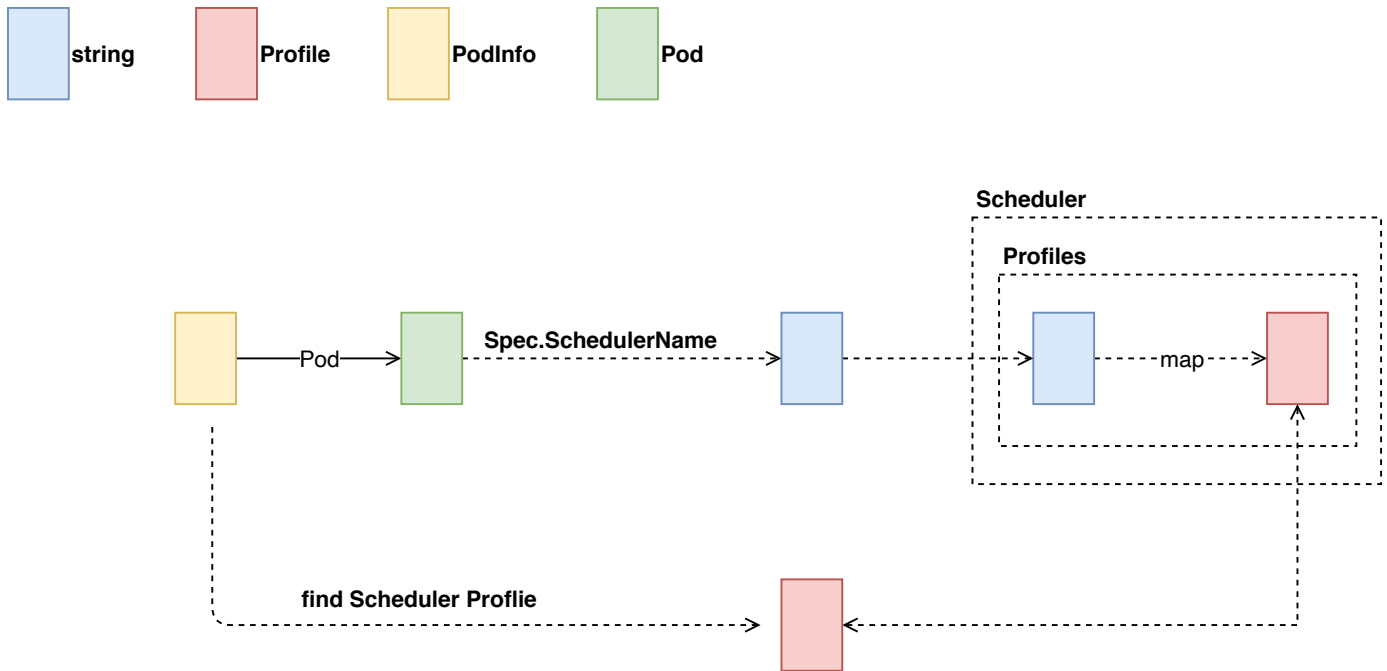 string
Profile
PodInfo
Pod
Scheduler
Profiles
Pod
Spec.SchedulerName
map
find Scheduler Proflie